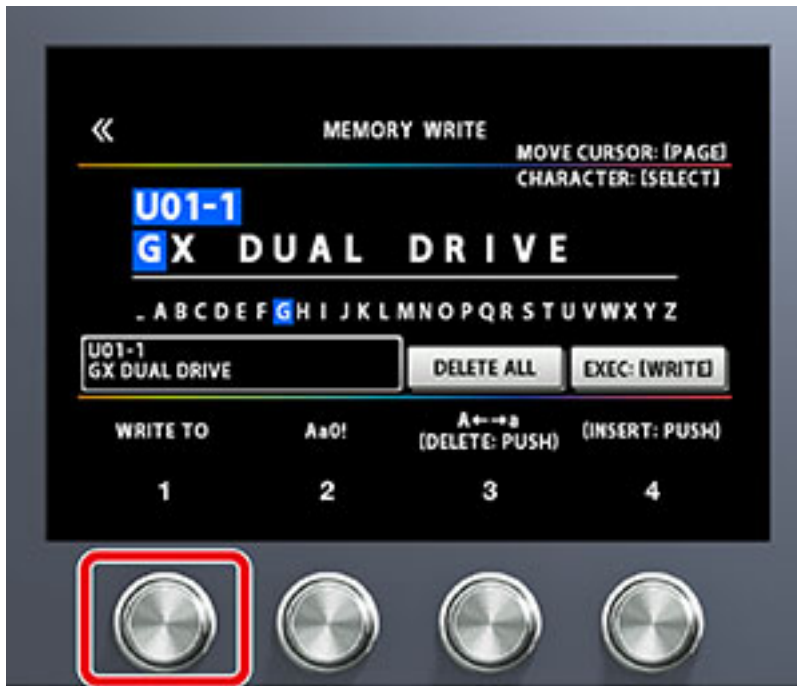 « MEMORY WRITE
MOVE CURSOR: [PAGE]
CHARACTER: [SELECT]
U01-1
GX DUAL DRIVE
_ A B C D E F G H I J K L M N O P Q R S T U V W X Y Z
U01-1
GX DUAL DRIVE
DELETE ALL
EXEC: [WRITE]
WRITE TO
Aa0!
A←→a
(DELETE: PUSH)
(INSERT: PUSH)
1 2 3 4